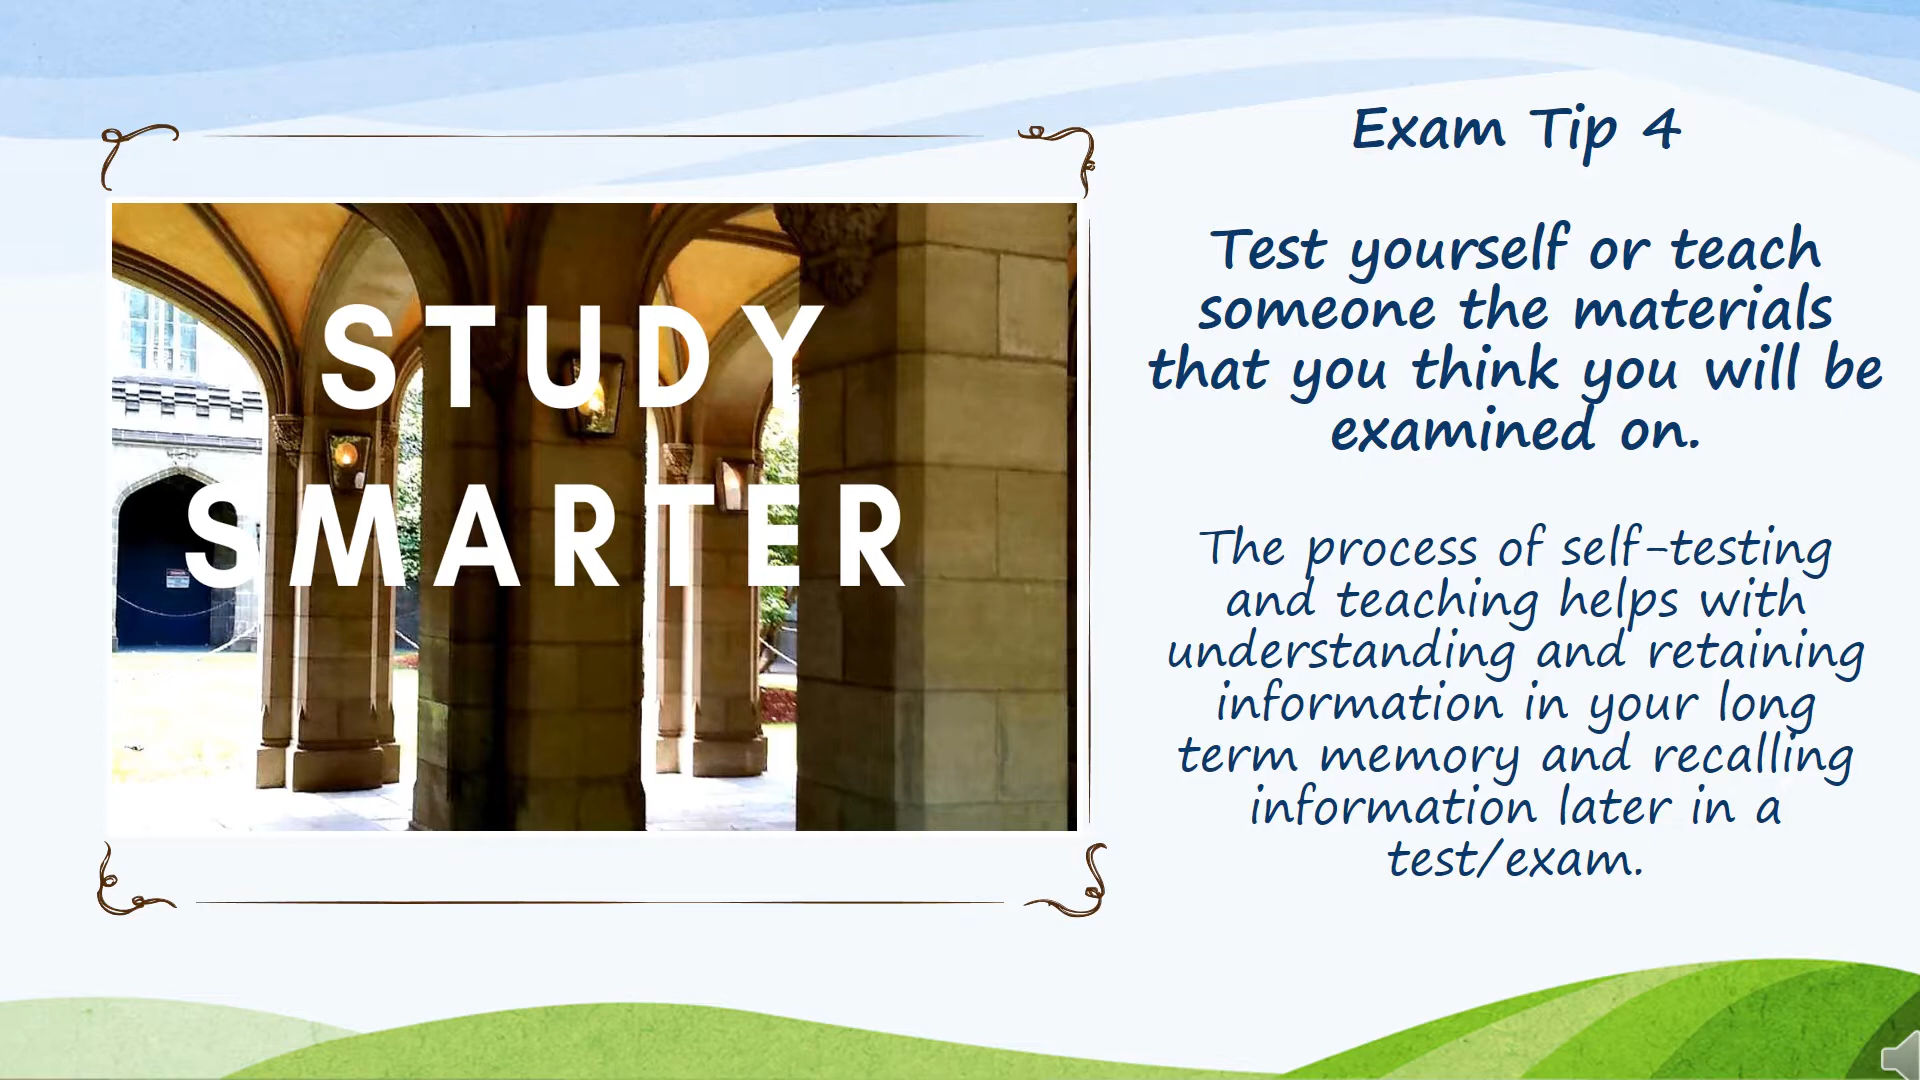 STUDY
SMARTER
Exam Tip 4
Test yourself or teach
someone the materials
that you think you will be
examined on.
The process of self-testing
and teaching helps with
understanding and retaining
information in your long
term memory and recalling
information later in a
test/exam.